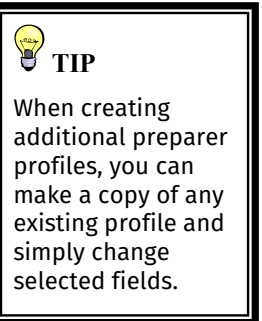 TIP
When creating
additional preparer
profiles, you can
make a copy of any
existing profile and
simply change
selected fields.